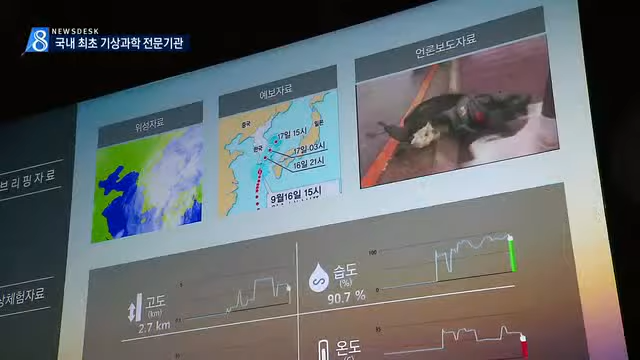 8 NEWSDESK
국내 최초 기상과학 전문기관
브리핑자료
상체험자료
위성자료
예보자료
언론보도자료
중국
일본
한국
17일 15시
17일 03시
16일 21시
9월16일 15시
고도
(km)
2.7 km
습도
(%)
90.7 %
100
온도